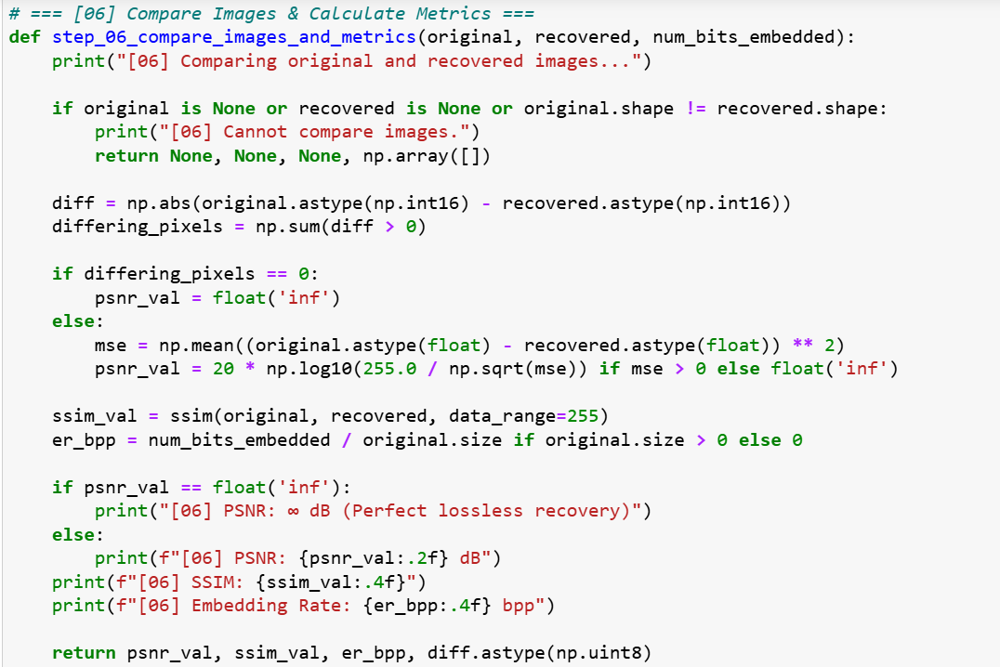 # === [06] Compare Images & Calculate Metrics ===
def step_06_compare_images_and_metrics(original, recovered, num_bits_embedded):
    print("[06] Comparing original and recovered images...")

    if original is None or recovered is None or original.shape != recovered.shape:
        print("[06] Cannot compare images.")
        return None, None, None, np.array([])

    diff = np.abs(original.astype(np.int16) - recovered.astype(np.int16))
    differing_pixels = np.sum(diff > 0)

    if differing_pixels == 0:
        psnr_val = float('inf')
    else:
        mse = np.mean((original.astype(float) - recovered.astype(float)) ** 2)
        psnr_val = 20 * np.log10(255.0 / np.sqrt(mse)) if mse > 0 else float('inf')

    ssim_val = ssim(original, recovered, data_range=255)
    er_bpp = num_bits_embedded / original.size if original.size > 0 else 0

    if psnr_val == float('inf'):
        print("[06] PSNR: ∞ dB (Perfect lossless recovery)")
    else:
        print(f"[06] PSNR: {psnr_val:.2f} dB")
    print(f"[06] SSIM: {ssim_val:.4f}")
    print(f"[06] Embedding Rate: {er_bpp:.4f} bpp")

    return psnr_val, ssim_val, er_bpp, diff.astype(np.uint8)